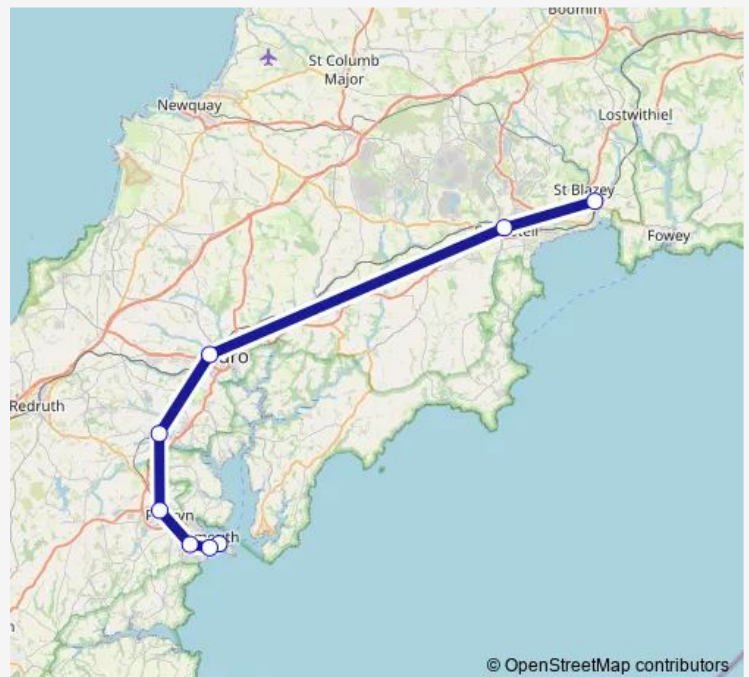 Bodmin
St Columb
Major
Newquay
Lostwithiel
St Blazey
Fowey
Redruth
© OpenStreetMap contributors